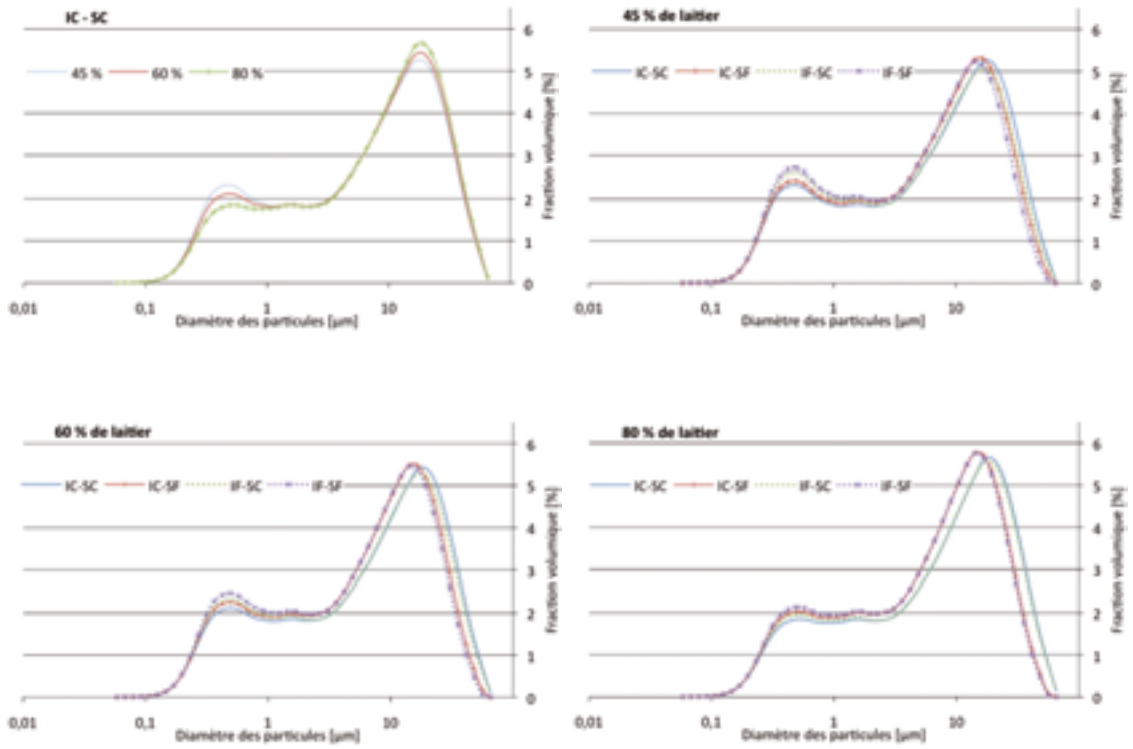 IC - SC
45 % 60 % 80 %
6
5
4
3
2
1
0
Fraction volumique [%]
0,01 0,1 1 10
Diamètre des particules [µm]
45 % de laitier
IC-SC IC-SF IF-SC IF-SF
6
5
4
3
2
1
0
Fraction volumique [%]
0,01 0,1 1 10
Diamètre des particules [µm]
60 % de laitier
IC-SC IC-SF IF-SC IF-SF
6
5
4
3
2
1
0
Fraction volumique [%]
0,01 0,1 1 10
Diamètre des particules [µm]
80 % de laitier
IC-SC IC-SF IF-SC IF-SF
6
5
4
3
2
1
0
Fraction volumique [%]
0,01 0,1 1 10
Diamètre des particules [µm]